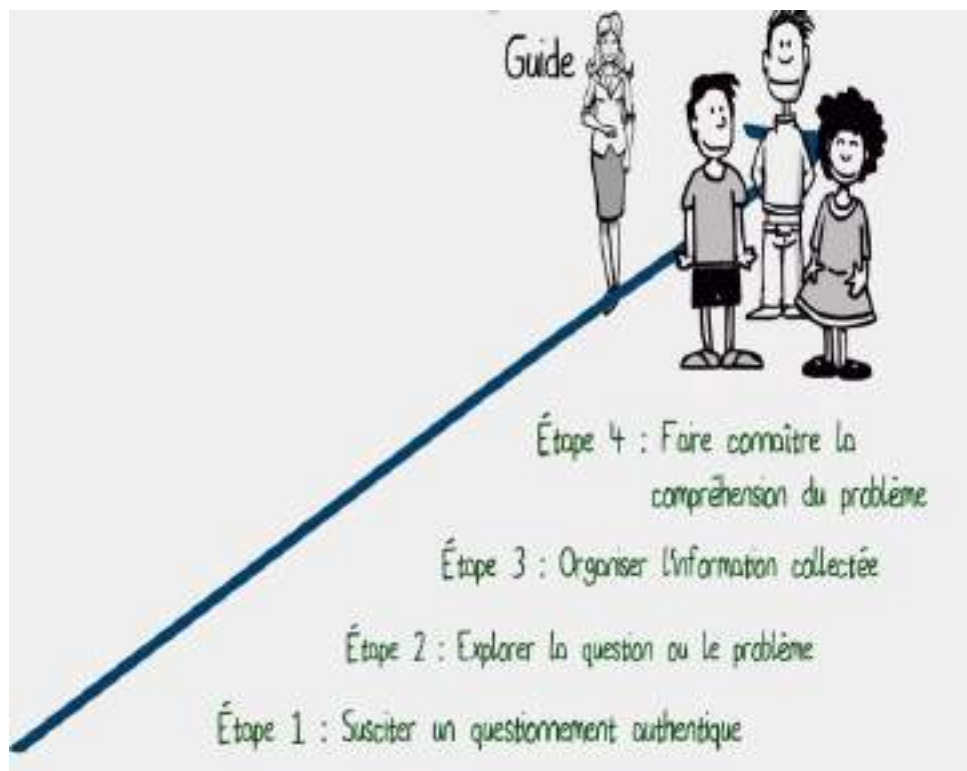 Guide
Étape 4 : Faire connaître la
compréhension du problème
Étape 3 : Organiser l'information collectée
Étape 2 : Explorer la question ou le problème
Étape 1 : Susciter un questionnement authentique